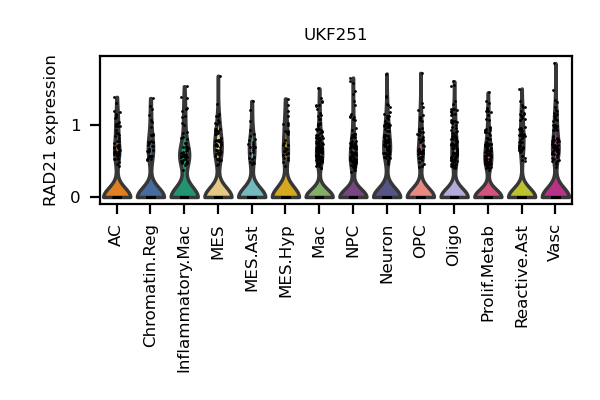 UKF251
RAD21 expression
1
0
AC
Chromatin.Reg
Inflammatory.Mac
MES
MES.Ast
MES.Hyp
Mac
NPC
Neuron
OPC
Oligo
Prolif.Metab
Reactive.Ast
Vasc